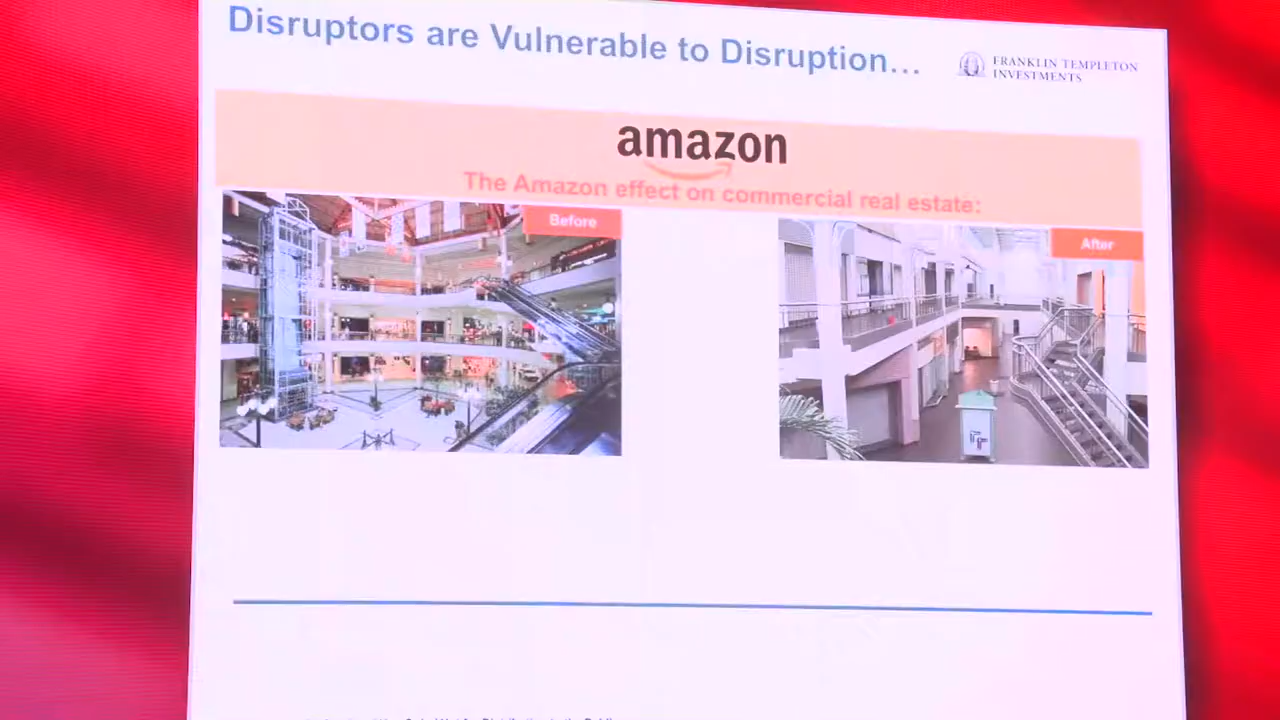 Disruptors are Vulnerable to Disruption...
FRANKLIN TEMPLETON
INVESTMENTS
amazon
The Amazon effect on commercial real estate:
Before
After